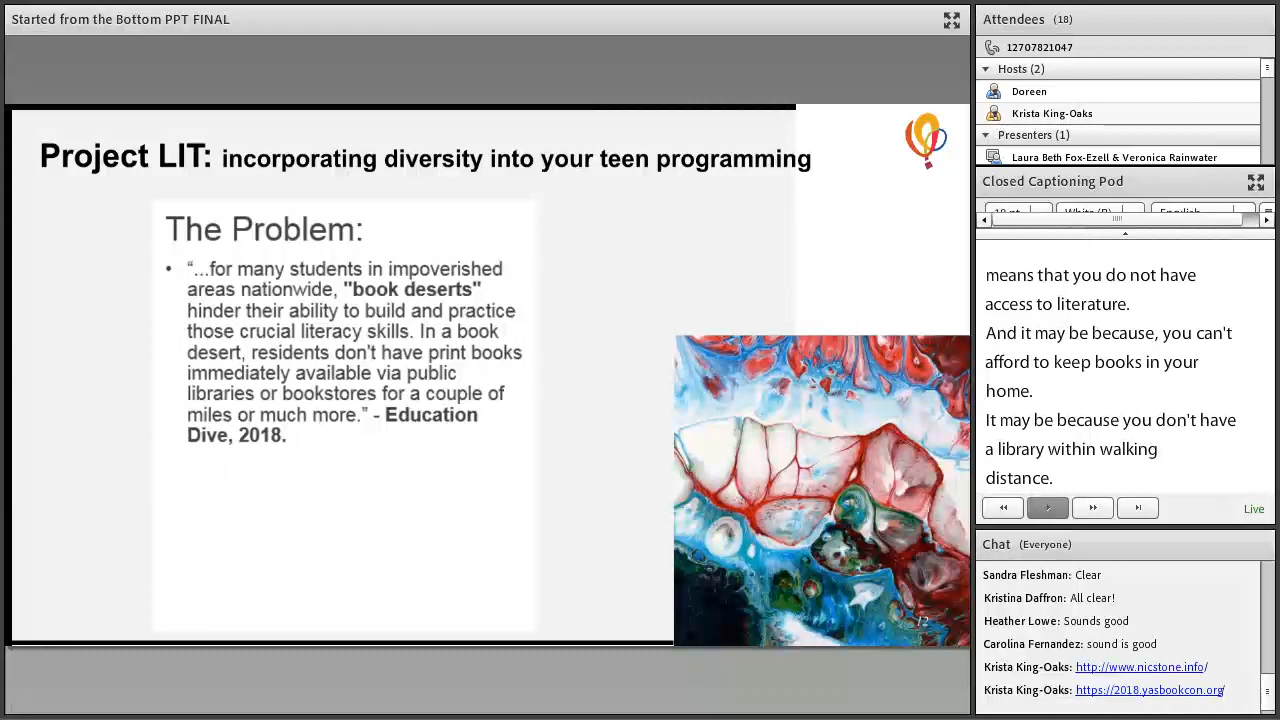 Started from the Bottom PPT FINAL
Project LIT: incorporating diversity into your teen programming
The Problem:
• “...for many students in impoverished
areas nationwide, "book deserts"
hinder their ability to build and practice
those crucial literacy skills. In a book
desert, residents don't have print books
immediately available via public
libraries or bookstores for a couple of
miles or much more.” - Education
Dive, 2018.
12
Attendees (18)
12707821047
Hosts (2)
Doreen
Krista King-Oaks
Presenters (1)
Laura Beth Fox-Ezell & Veronica Rainwater
Closed Captioning Pod
means that you do not have
access to literature.
And it may be because, you can't
afford to keep books in your
home.
It may be because you don't have
a library within walking
distance.
Live
Chat (Everyone)
Sandra Fleshman: Clear
Kristina Daffron: All clear!
Heather Lowe: Sounds good
Carolina Fernandez: sound is good
Krista King-Oaks: http://www.nicstone.info/
Krista King-Oaks: https://2018.yasbookcon.org/